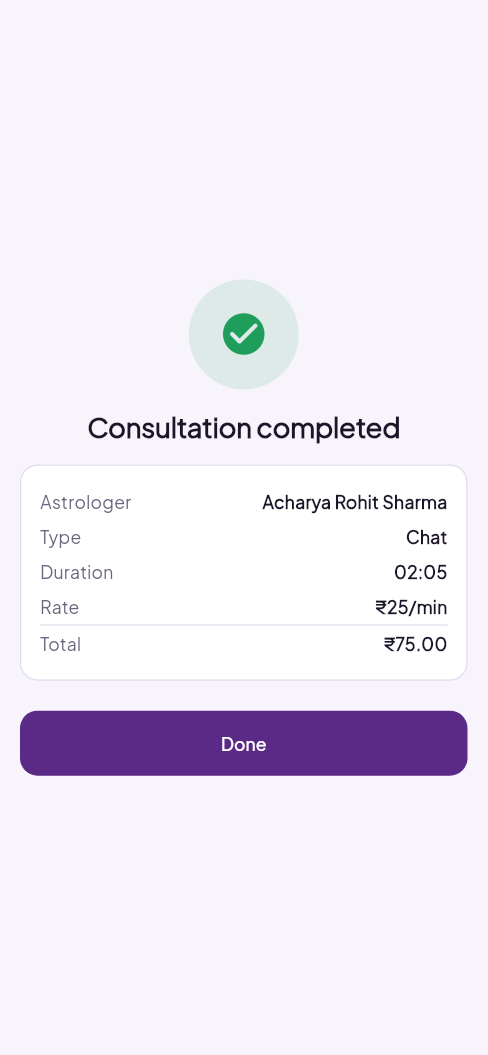 Consultation completed
Astrologer Acharya Rohit Sharma
Type Chat
Duration 02:05
Rate ₹25/min
Total ₹75.00
Done